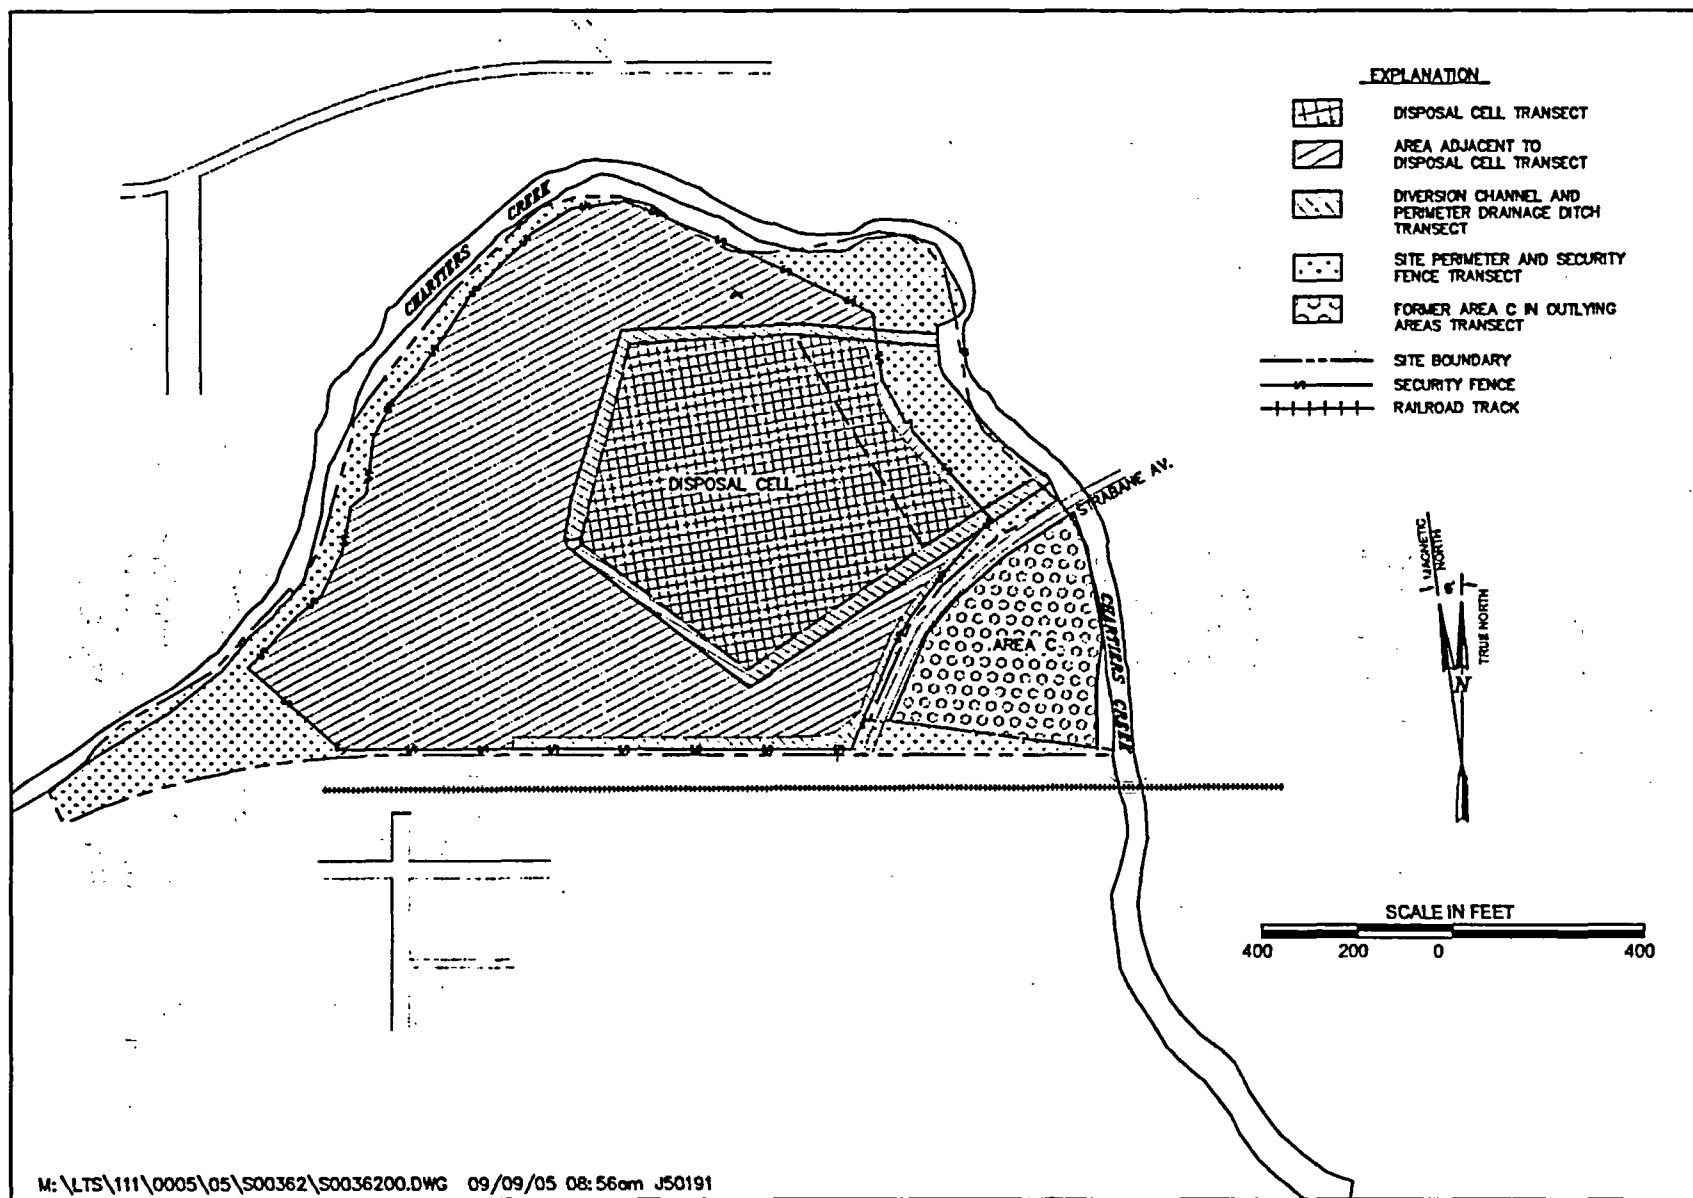 EXPLANATION
DISPOSAL CELL TRANSECT
AREA ADJACENT TO
DISPOSAL CELL TRANSECT
DIVERSION CHANNEL AND
PERIMETER DRAINAGE DITCH
TRANSECT
SITE PERIMETER AND SECURITY
FENCE TRANSECT
FORMER AREA C IN OUTLYING
AREAS TRANSECT
SITE BOUNDARY
SECURITY FENCE
RAILROAD TRACK
CHARTIERS CREEK
DISPOSAL CELL
STRABANE AV.
AREA C
CHARTIERS CREEK
MAGNETIC
NORTH
TRUE NORTH
N
SCALE IN FEET
400 200 0 400
M:\LTS\111\0005\05\S00362\S0036200.DWG 09/09/05 08:56am J50191